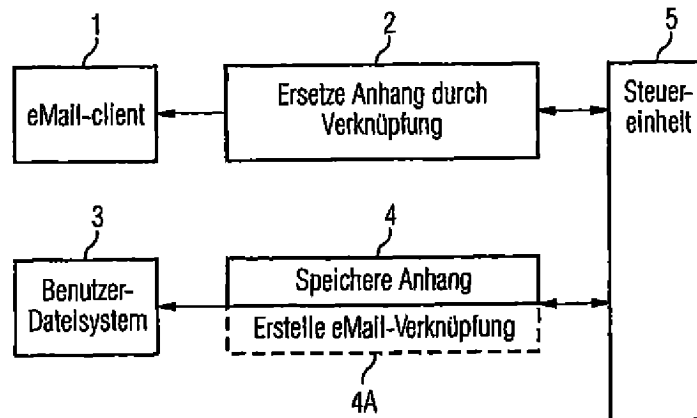 1
2
5
eMail-client
Ersetze Anhang durch
Verknüpfung
Steuer-
einheit
3
4
Benutzer-
Dateisystem
Speichere Anhang
Erstelle eMail-Verknüpfung
4A